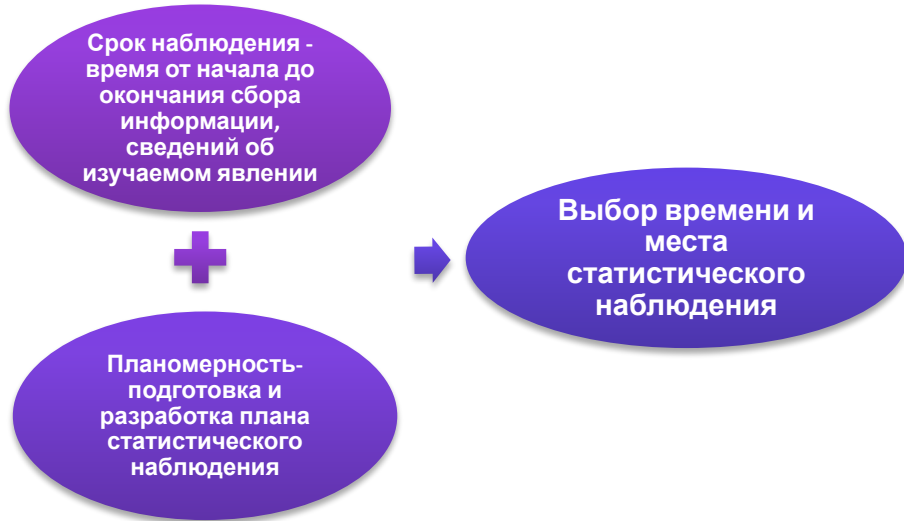 Срок наблюдения -
время от начала до
окончания сбора
информации,
сведений об
изучаемом явлении
Планомерность-
подготовка и
разработка плана
статистического
наблюдения
Выбор времени и
места
статистического
наблюдения